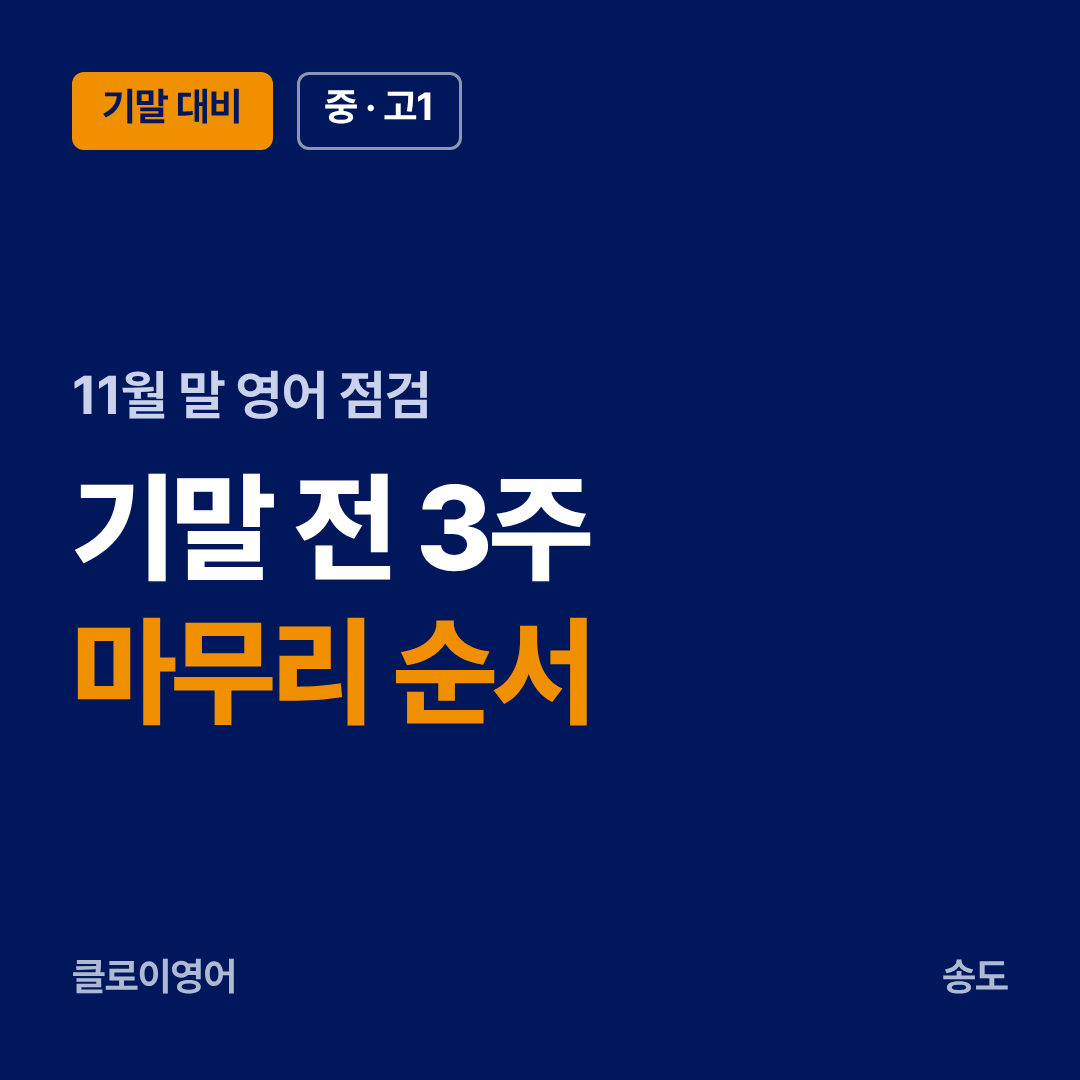 기말 대비
중 · 고1
11월 말 영어 점검
기말 전 3주
마무리 순서
클로이영어
송도